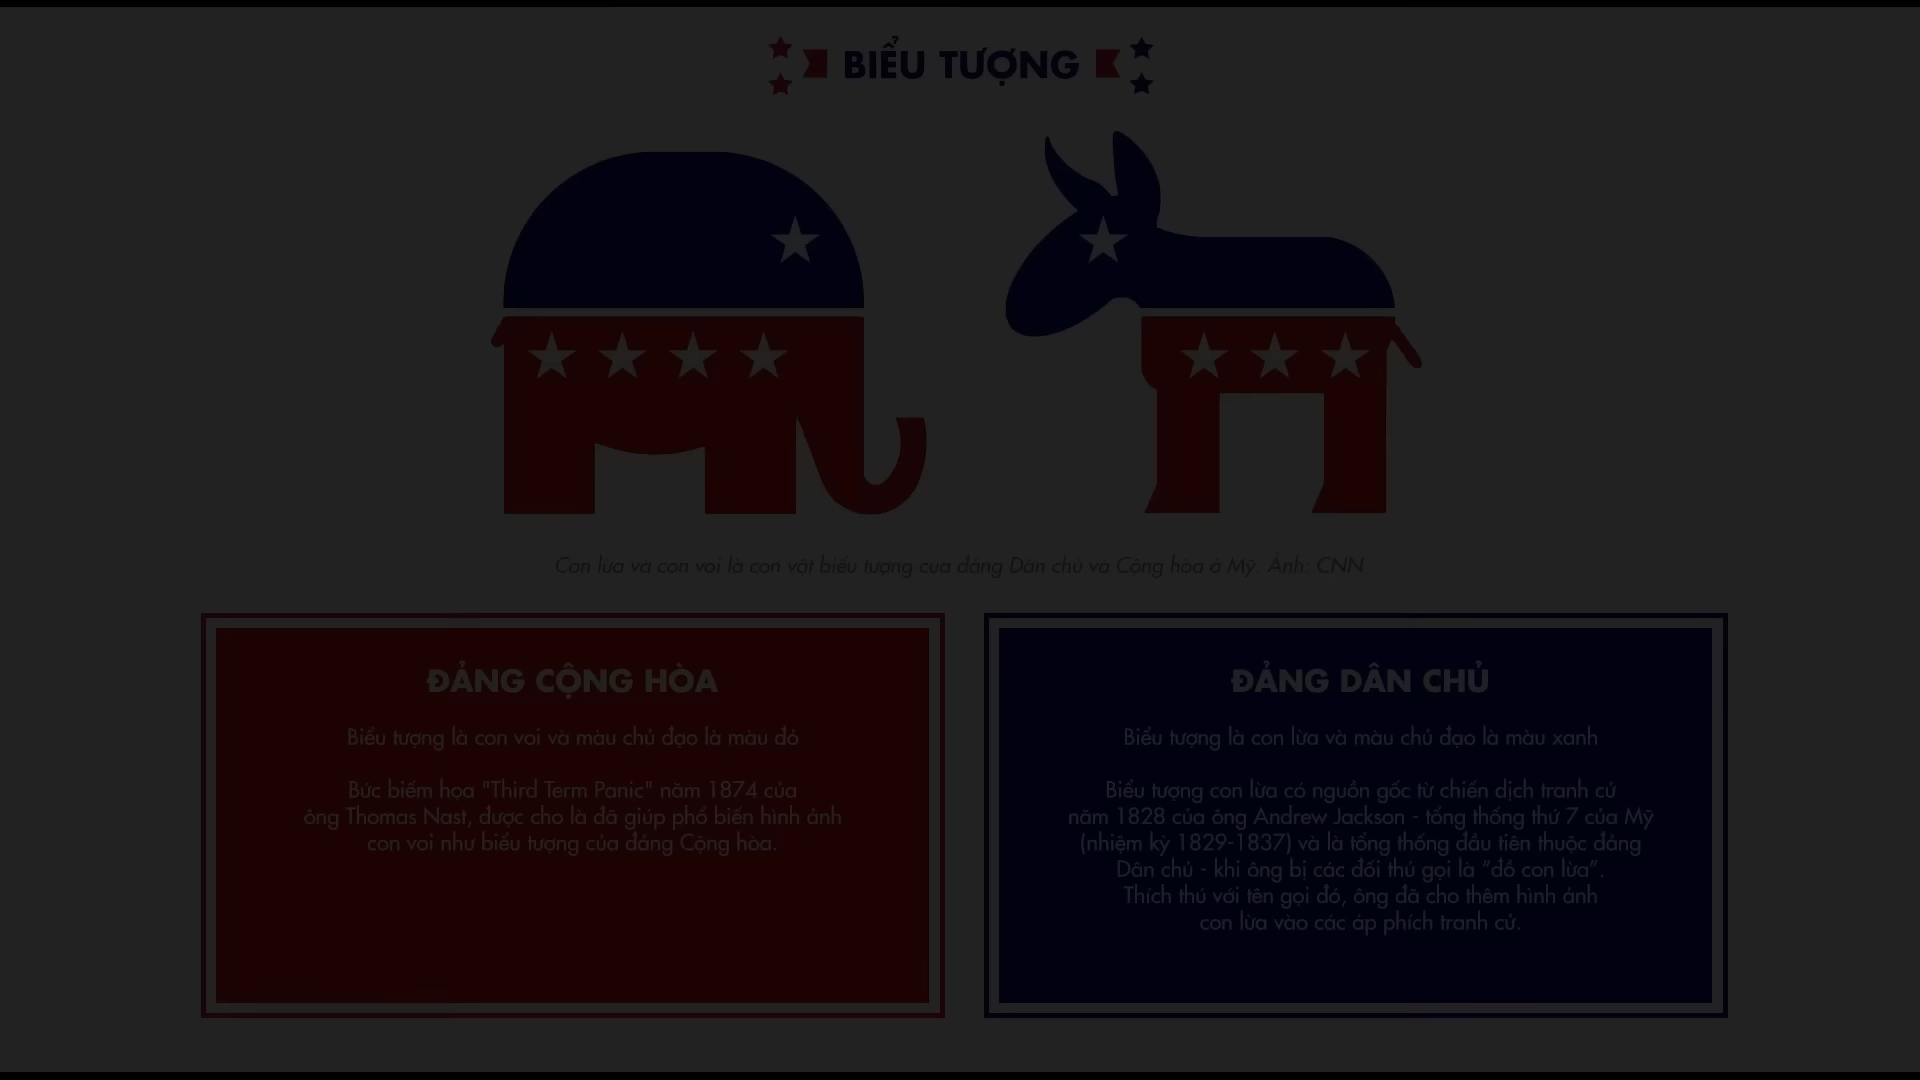 BIỂU TƯỢNG
Con lừa và con voi là con vật biểu tượng của đảng Dân chủ và Cộng hòa ở Mỹ. Ảnh: CNN
ĐẢNG CỘNG HÒA
Biểu tượng là con voi và màu chủ đạo là màu đỏ
Bức biếm họa "Third Term Panic" năm 1874 của
ông Thomas Nast, được cho là đã giúp phổ biến hình ảnh
con voi như biểu tượng của đảng Cộng hòa.
ĐẢNG DÂN CHỦ
Biểu tượng là con lừa và màu chủ đạo là màu xanh
Biểu tượng con lừa có nguồn gốc từ chiến dịch tranh cử
năm 1828 của ông Andrew Jackson - tổng thống thứ 7 của Mỹ
(nhiệm kỳ 1829-1837) và là tổng thống đầu tiên thuộc đảng
Dân chủ - khi ông bị các đối thủ gọi là “đồ con lừa”.
Thích thú với tên gọi đó, ông đã cho thêm hình ảnh
con lừa vào các áp phích tranh cử.